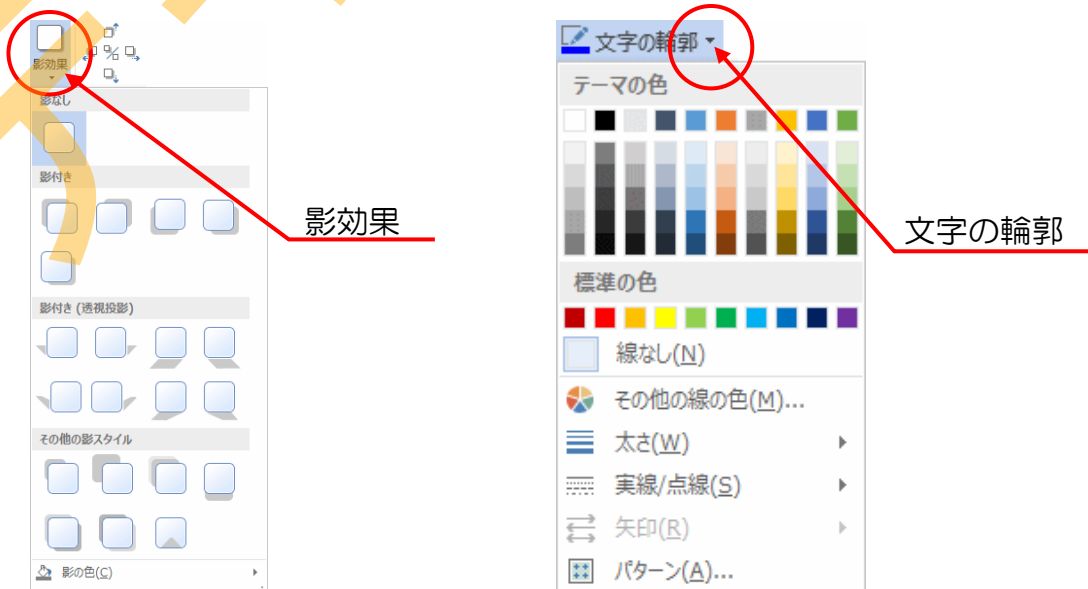 影効果
影なし
影付き
影付き (透視投影)
その他の影スタイル
影の色(C)
影効果
文字の輪郭
テーマの色
標準の色
線なし(N)
その他の線の色(M)...
太さ(W)
実線/点線(S)
矢印(R)
パターン(A)...
文字の輪郭